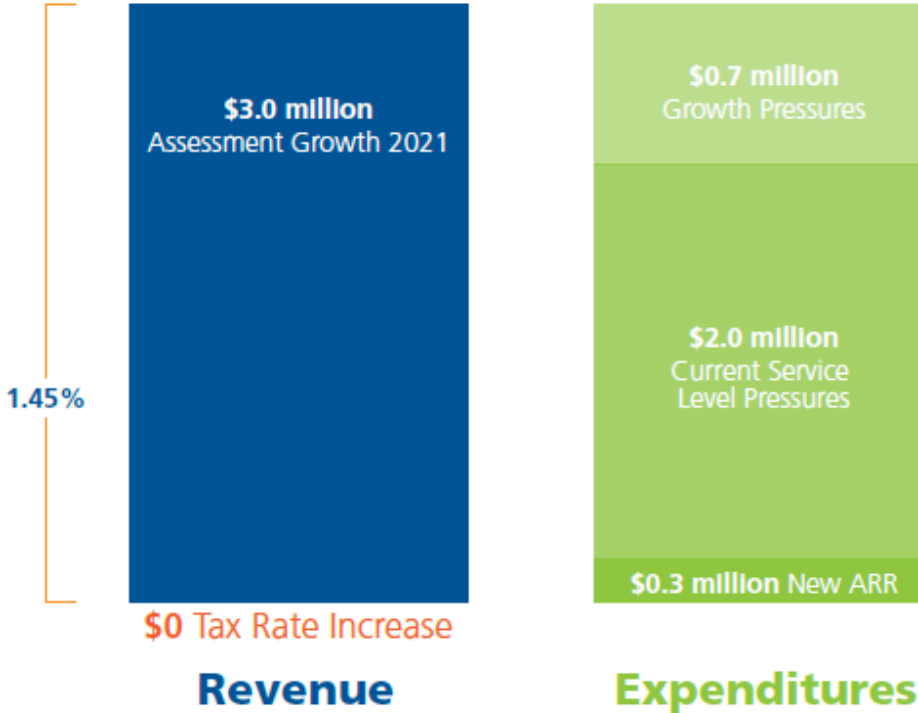 $3.0 million
Assessment Growth 2021
1.45%
$0 Tax Rate Increase
Revenue
$0.7 million
Growth Pressures
$2.0 million
Current Service
Level Pressures
$0.3 million New ARR
Expenditures